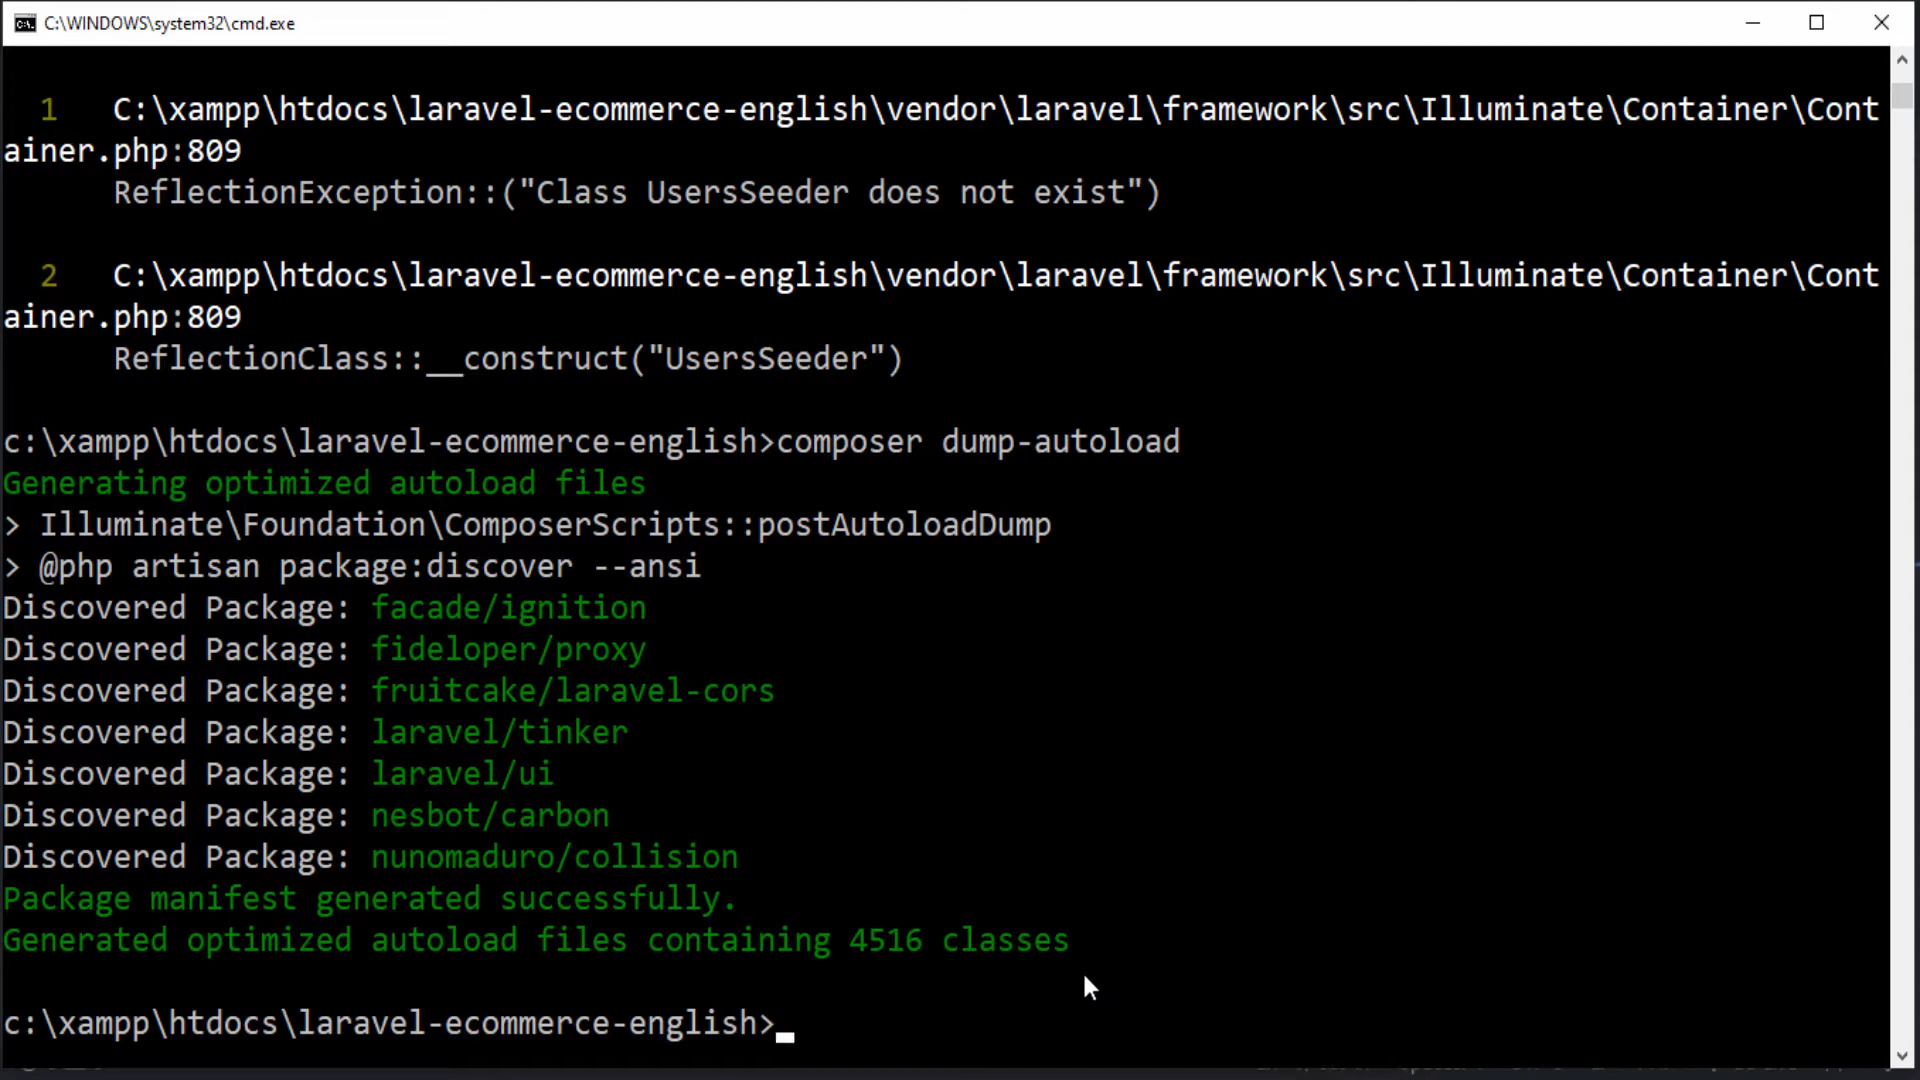 C:\WINDOWS\system32\cmd.exe
1 C:\xampp\htdocs\laravel-ecommerce-english\vendor\laravel\framework\src\Illuminate\Container\Cont
ainer.php:809
ReflectionException::("Class UsersSeeder does not exist")
2 C:\xampp\htdocs\laravel-ecommerce-english\vendor\laravel\framework\src\Illuminate\Container\Cont
ainer.php:809
ReflectionClass::__construct("UsersSeeder")
c:\xampp\htdocs\laravel-ecommerce-english>composer dump-autoload
Generating optimized autoload files
> Illuminate\Foundation\ComposerScripts::postAutoloadDump
> @php artisan package:discover --ansi
Discovered Package: facade/ignition
Discovered Package: fideloper/proxy
Discovered Package: fruitcake/laravel-cors
Discovered Package: laravel/tinker
Discovered Package: laravel/ui
Discovered Package: nesbot/carbon
Discovered Package: nunomaduro/collision
Package manifest generated successfully.
Generated optimized autoload files containing 4516 classes
c:\xampp\htdocs\laravel-ecommerce-english>